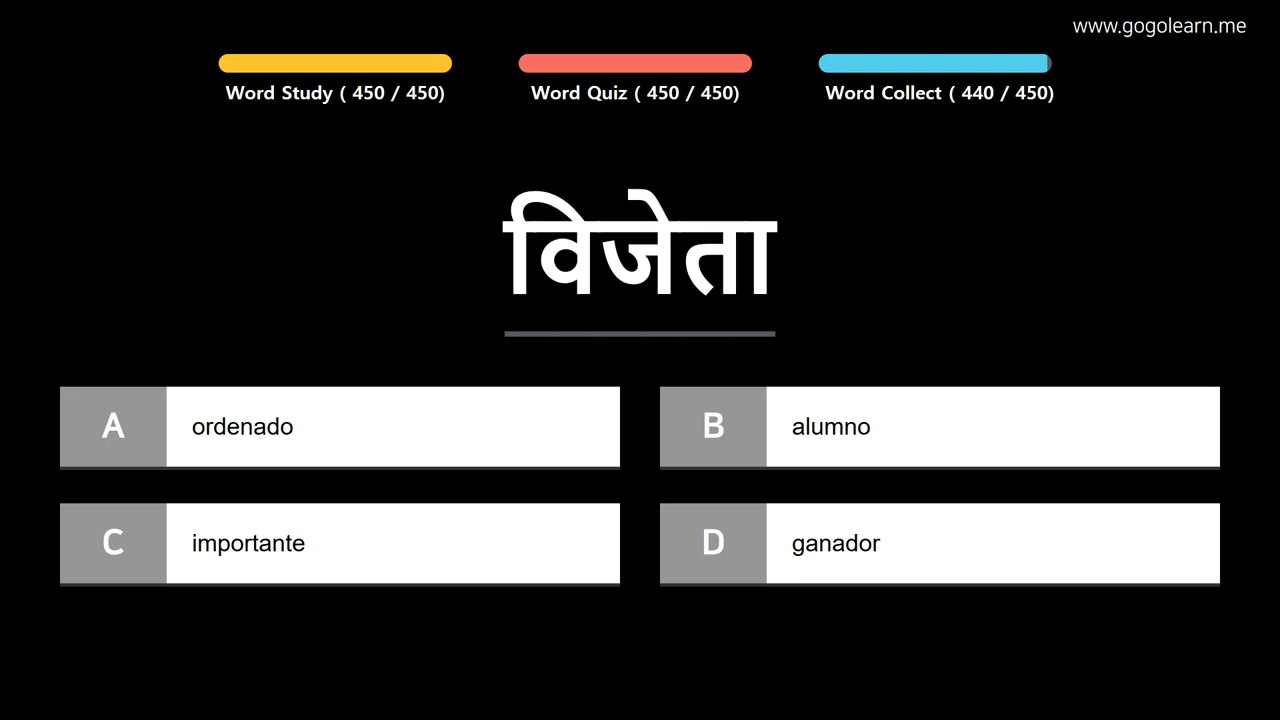 www.gogolearn.me
Word Study ( 450 / 450)
Word Quiz ( 450 / 450)
Word Collect ( 440 / 450)
विजेता
A
ordenado
B
alumno
C
importante
D
ganador